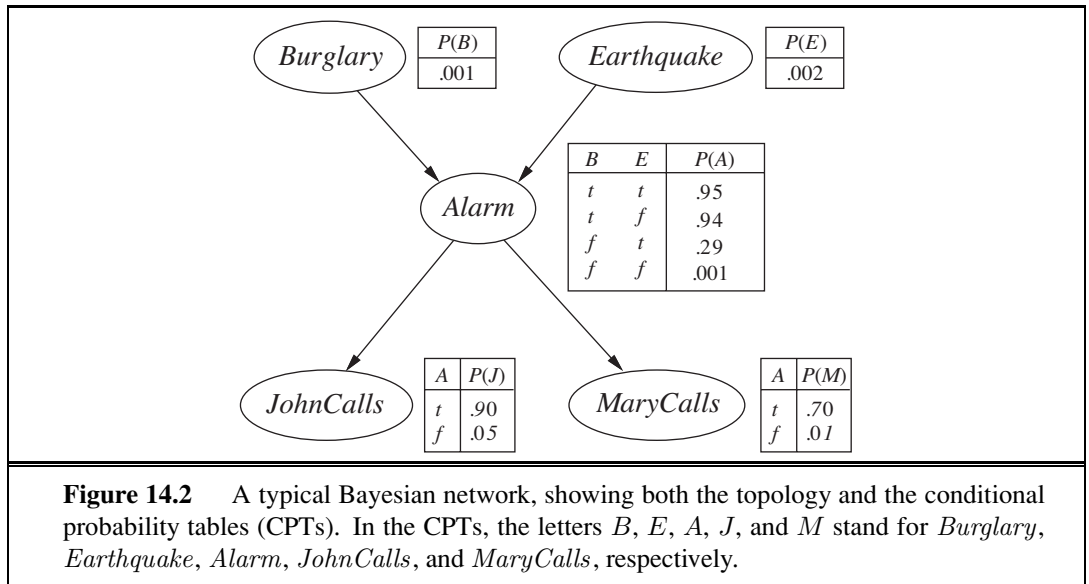 Burglary
P(B)
.001
Earthquake
P(E)
.002
Alarm
B E P(A)
t t .95
t f .94
f t .29
f f .001
JohnCalls
A P(J)
t .90
f .05
MaryCalls
A P(M)
t .70
f .01
Figure 14.2 A typical Bayesian network, showing both the topology and the conditional
probability tables (CPTs). In the CPTs, the letters B, E, A, J, and M stand for Burglary,
Earthquake, Alarm, JohnCalls, and MaryCalls, respectively.